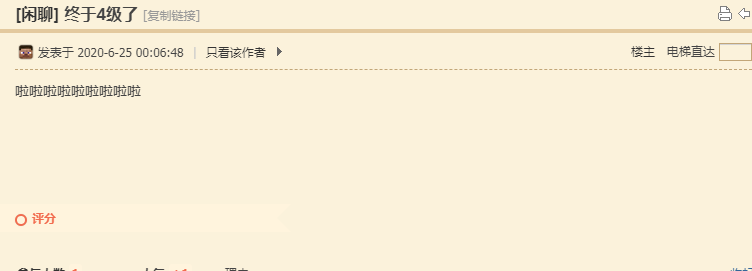 [闲聊] 终于4级了 [复制链接]
发表于 2020-6-25 00:06:48 | 只看该作者
楼主 电梯直达
啦啦啦啦啦啦啦啦啦
评分